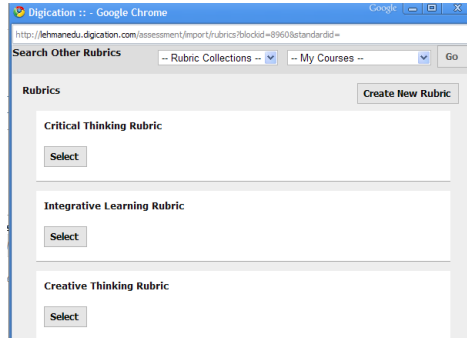 Digication :: - Google Chrome
Google
http://lehmanedu.digication.com/assessment/import/rubrics?blockid=8960&standardid=
Search Other Rubrics -- Rubric Collections -- -- My Courses -- Go
Rubrics
Create New Rubric
Critical Thinking Rubric
Select
Integrative Learning Rubric
Select
Creative Thinking Rubric
Select